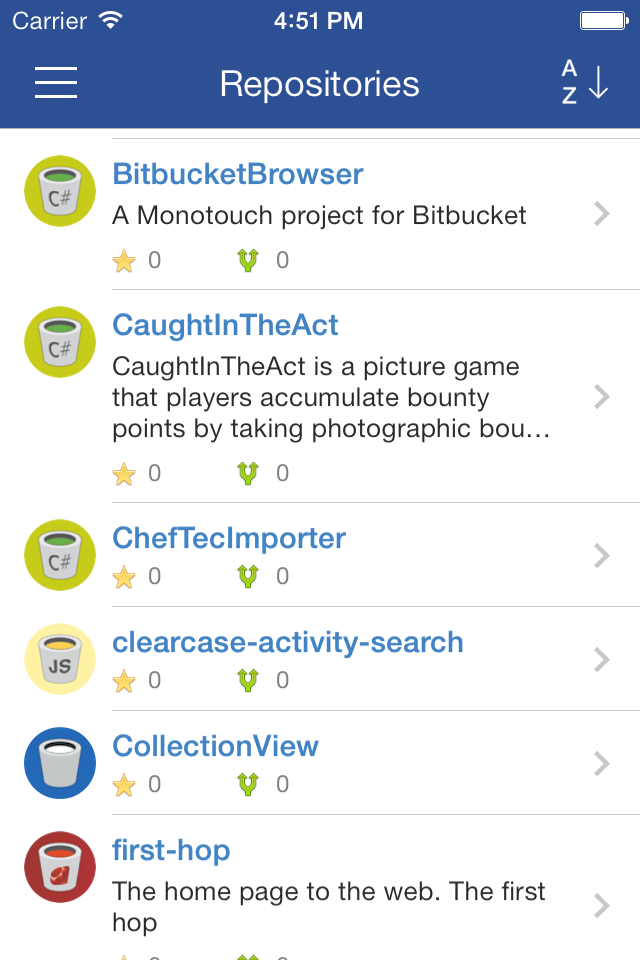 Carrier 4:51 PM
Repositories A Z
BitbucketBrowser
C#
A Monotouch project for Bitbucket
0 0
CaughtInTheAct
C#
CaughtInTheAct is a picture game
that players accumulate bounty
points by taking photographic bou...
0 0
ChefTecImporter
C#
0 0
clearcase-activity-search
JS
0 0
CollectionView
0 0
first-hop
The home page to the web. The first
hop